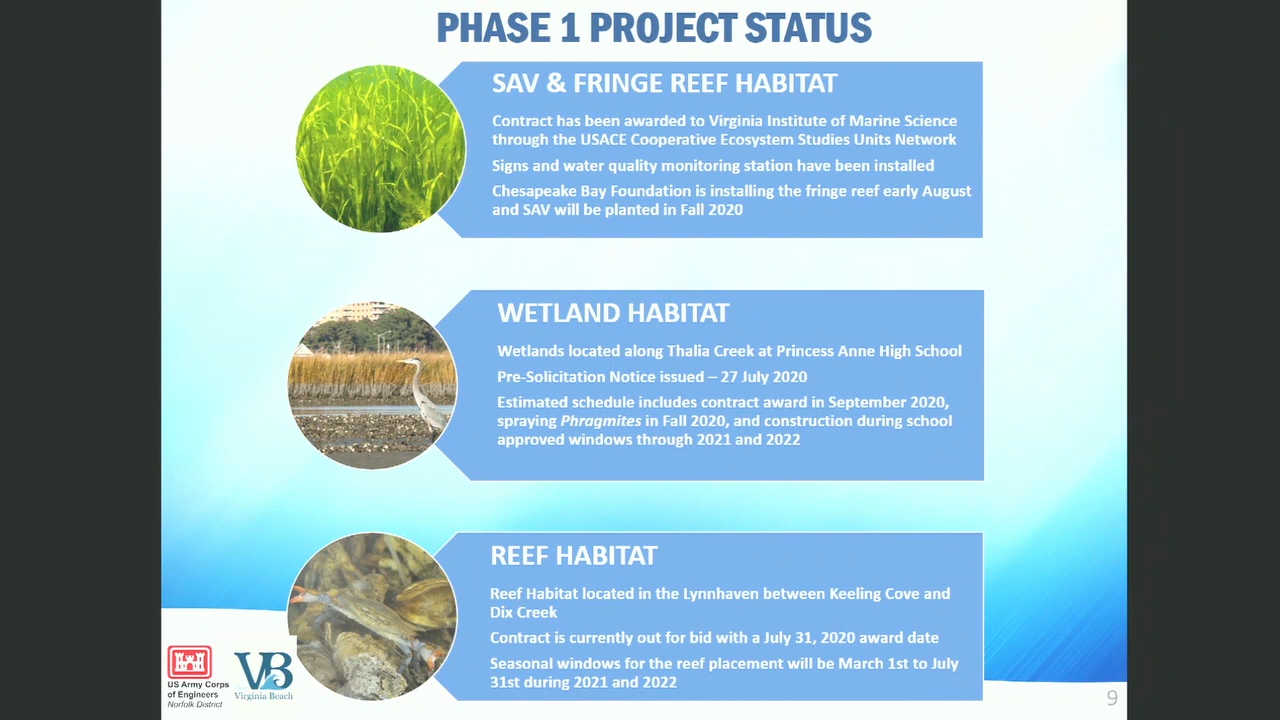 PHASE 1 PROJECT STATUS
SAV & FRINGE REEF HABITAT
Contract has been awarded to Virginia Institute of Marine Science
through the USACE Cooperative Ecosystem Studies Units Network
Signs and water quality monitoring station have been installed
Chesapeake Bay Foundation is installing the fringe reef early August
and SAV will be planted in Fall 2020
WETLAND HABITAT
Wetlands located along Thalia Creek at Princess Anne High School
Pre-Solicitation Notice issued – 27 July 2020
Estimated schedule includes contract award in September 2020,
spraying Phragmites in Fall 2020, and construction during school
approved windows through 2021 and 2022
REEF HABITAT
Reef Habitat located in the Lynnhaven between Keeling Cove and
Dix Creek
Contract is currently out for bid with a July 31, 2020 award date
Seasonal windows for the reef placement will be March 1st to July
31st during 2021 and 2022
US Army Corps
of Engineers
Norfolk District
VB
Virginia Beach
9